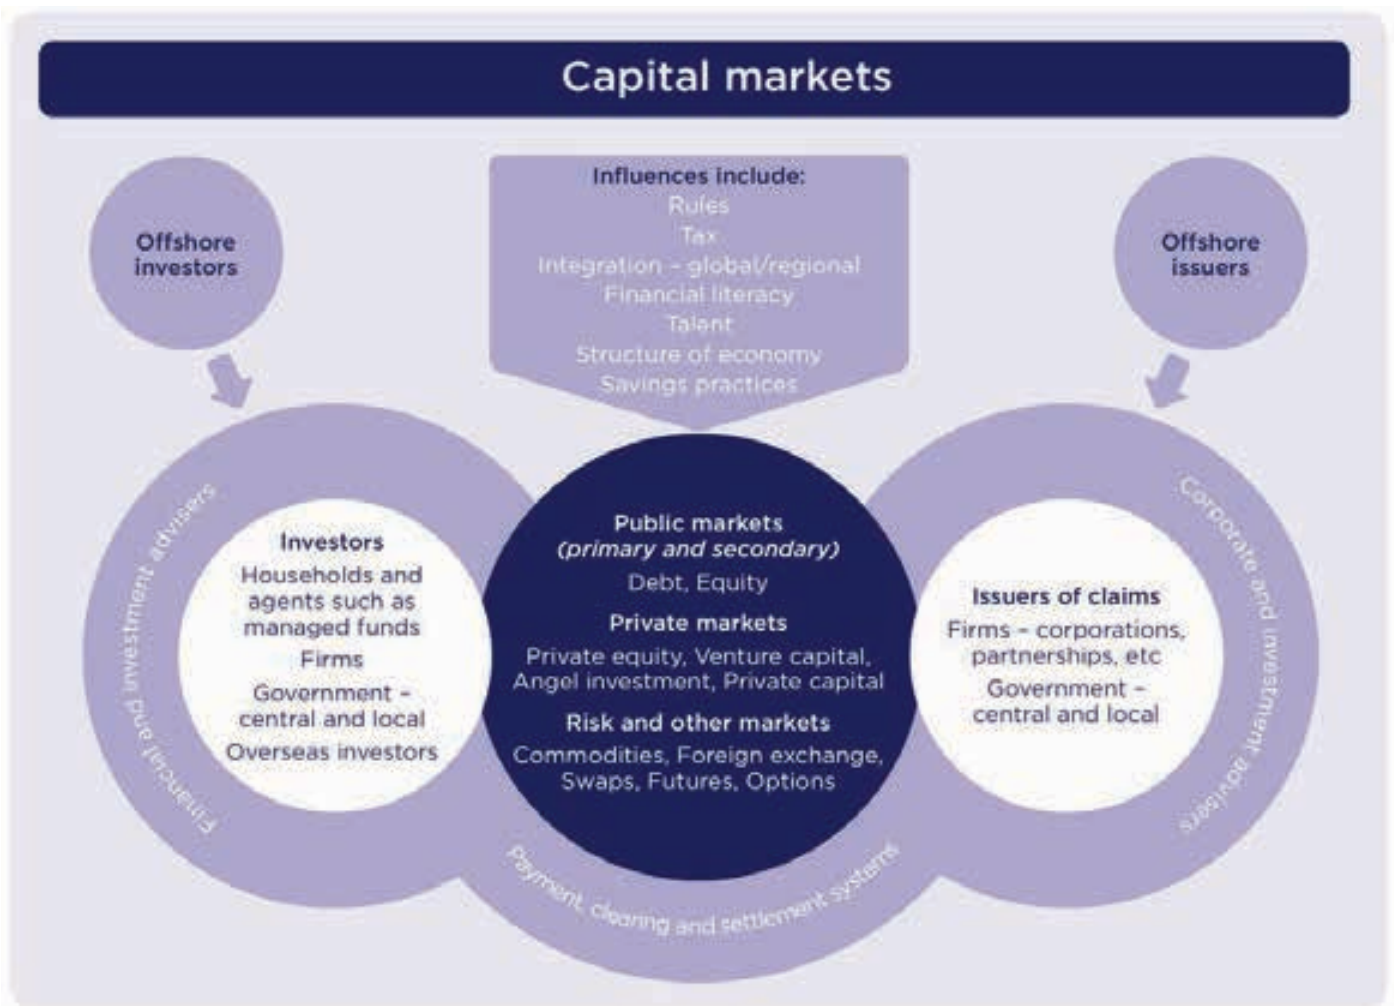 Capital markets
Offshore
investors
Influences include:
Rules
Tax
Integration – global/regional
Financial literacy
Talent
Structure of economy
Savings practices
Offshore
issuers
Financial and investment advisers
Investors
Households and
agents such as
managed funds
Firms
Government –
central and local
Overseas investors
Public markets
(primary and secondary)
Debt, Equity
Private markets
Private equity, Venture capital,
Angel investment, Private capital
Risk and other markets
Commodities, Foreign exchange,
Swaps, Futures, Options
Issuers of claims
Firms – corporations,
partnerships, etc
Government –
central and local
Corporate and investment advisers
Payment, clearing and settlement systems